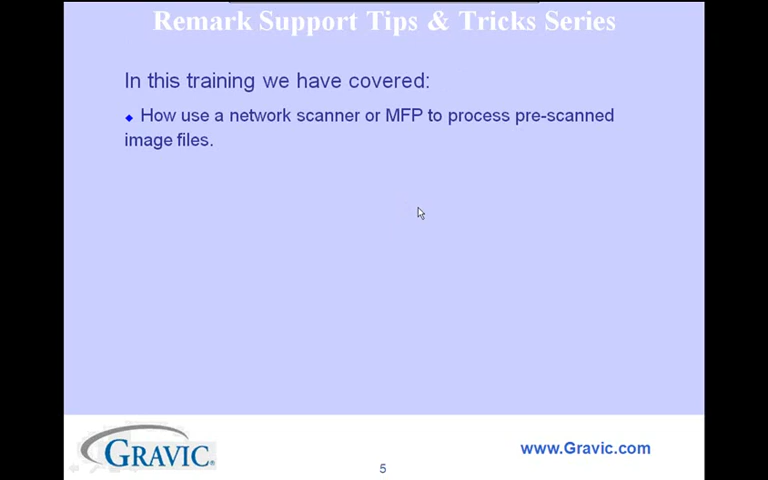 Remark Support Tips & Tricks Series
In this training we have covered:
How use a network scanner or MFP to process pre-scanned
image files.
GRAVIC®
www.Gravic.com
5